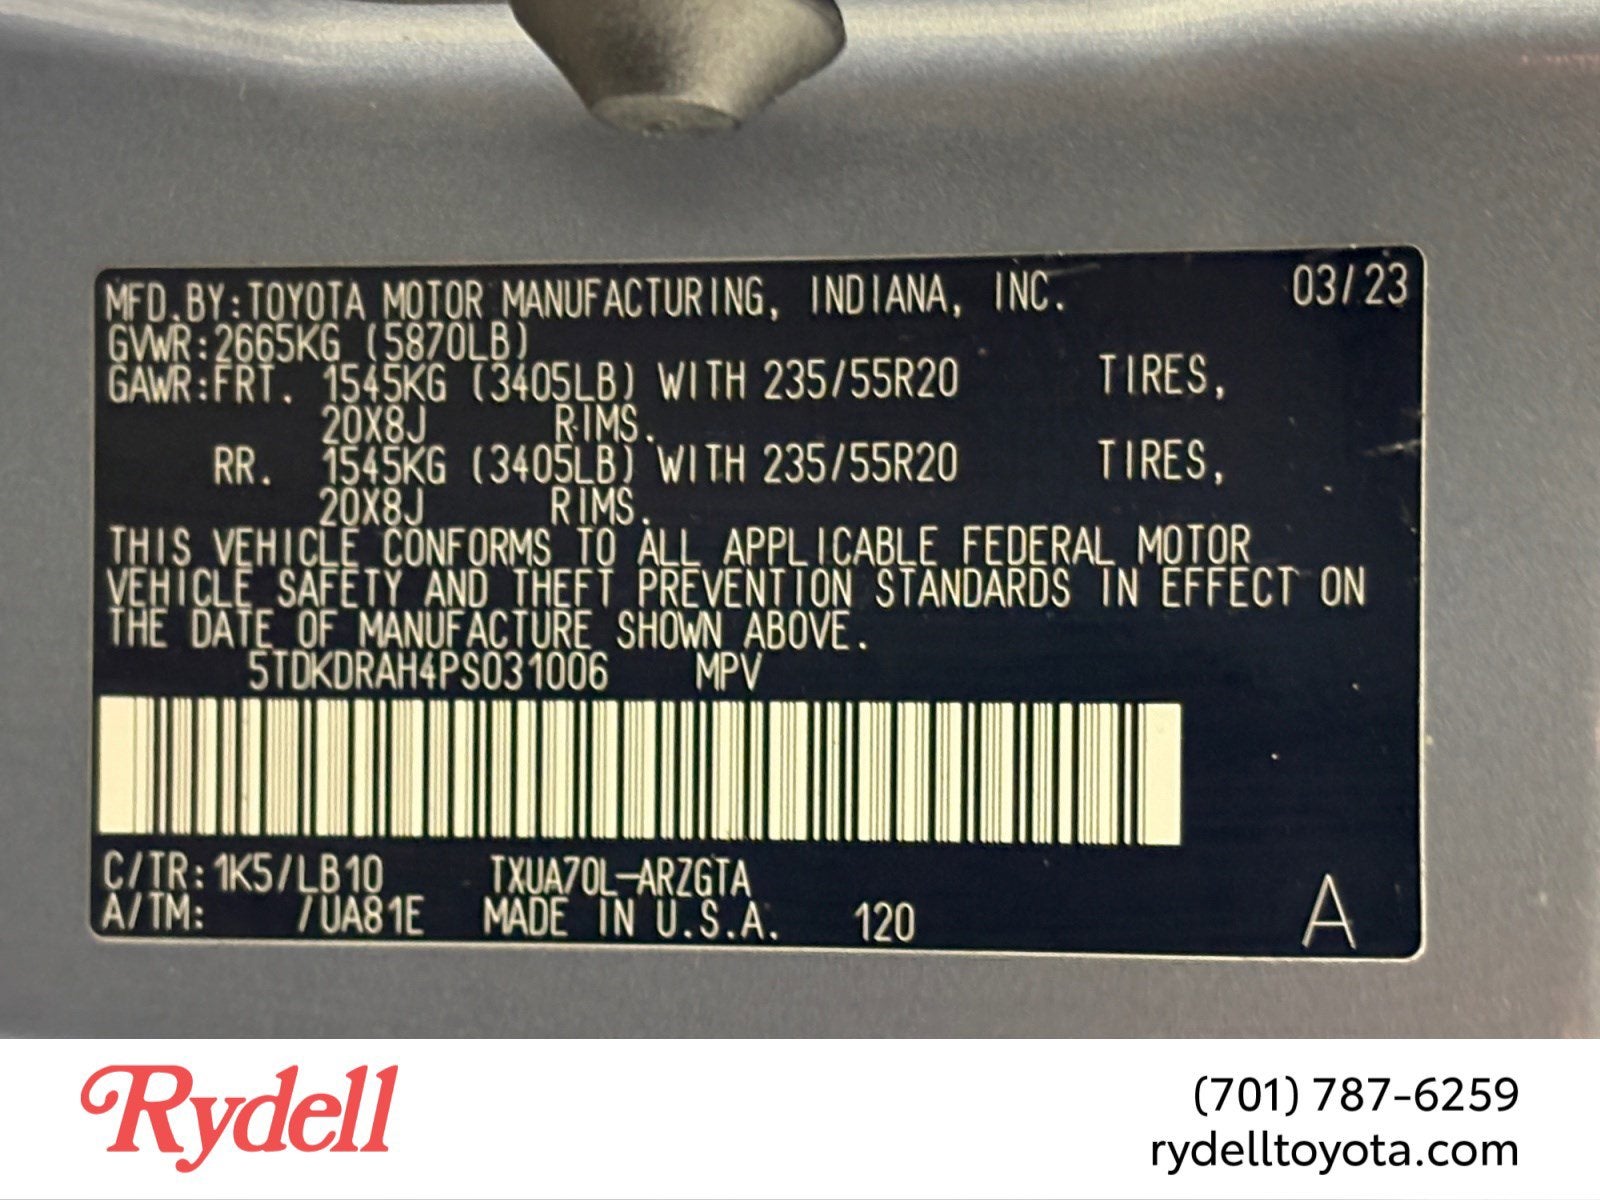 MFD.BY:TOYOTA MOTOR MANUFACTURING, INDIANA, INC. 03/23
GVWR:2665KG (5870LB)
GAWR:FRT. 1545KG (3405LB) WITH 235/55R20 TIRES,
20X8J RIMS.
RR. 1545KG (3405LB) WITH 235/55R20 TIRES,
20X8J RIMS.
THIS VEHICLE CONFORMS TO ALL APPLICABLE FEDERAL MOTOR
VEHICLE SAFETY AND THEFT PREVENTION STANDARDS IN EFFECT ON
THE DATE OF MANUFACTURE SHOWN ABOVE.
5TDKDRAH4PS031006 MPV
C/TR:1K5/LB10 TXUA70L-ARZGTA
A/TM: /UA81E MADE IN U.S.A. 120 A
Rydell
(701) 787-6259
rydelltoyota.com